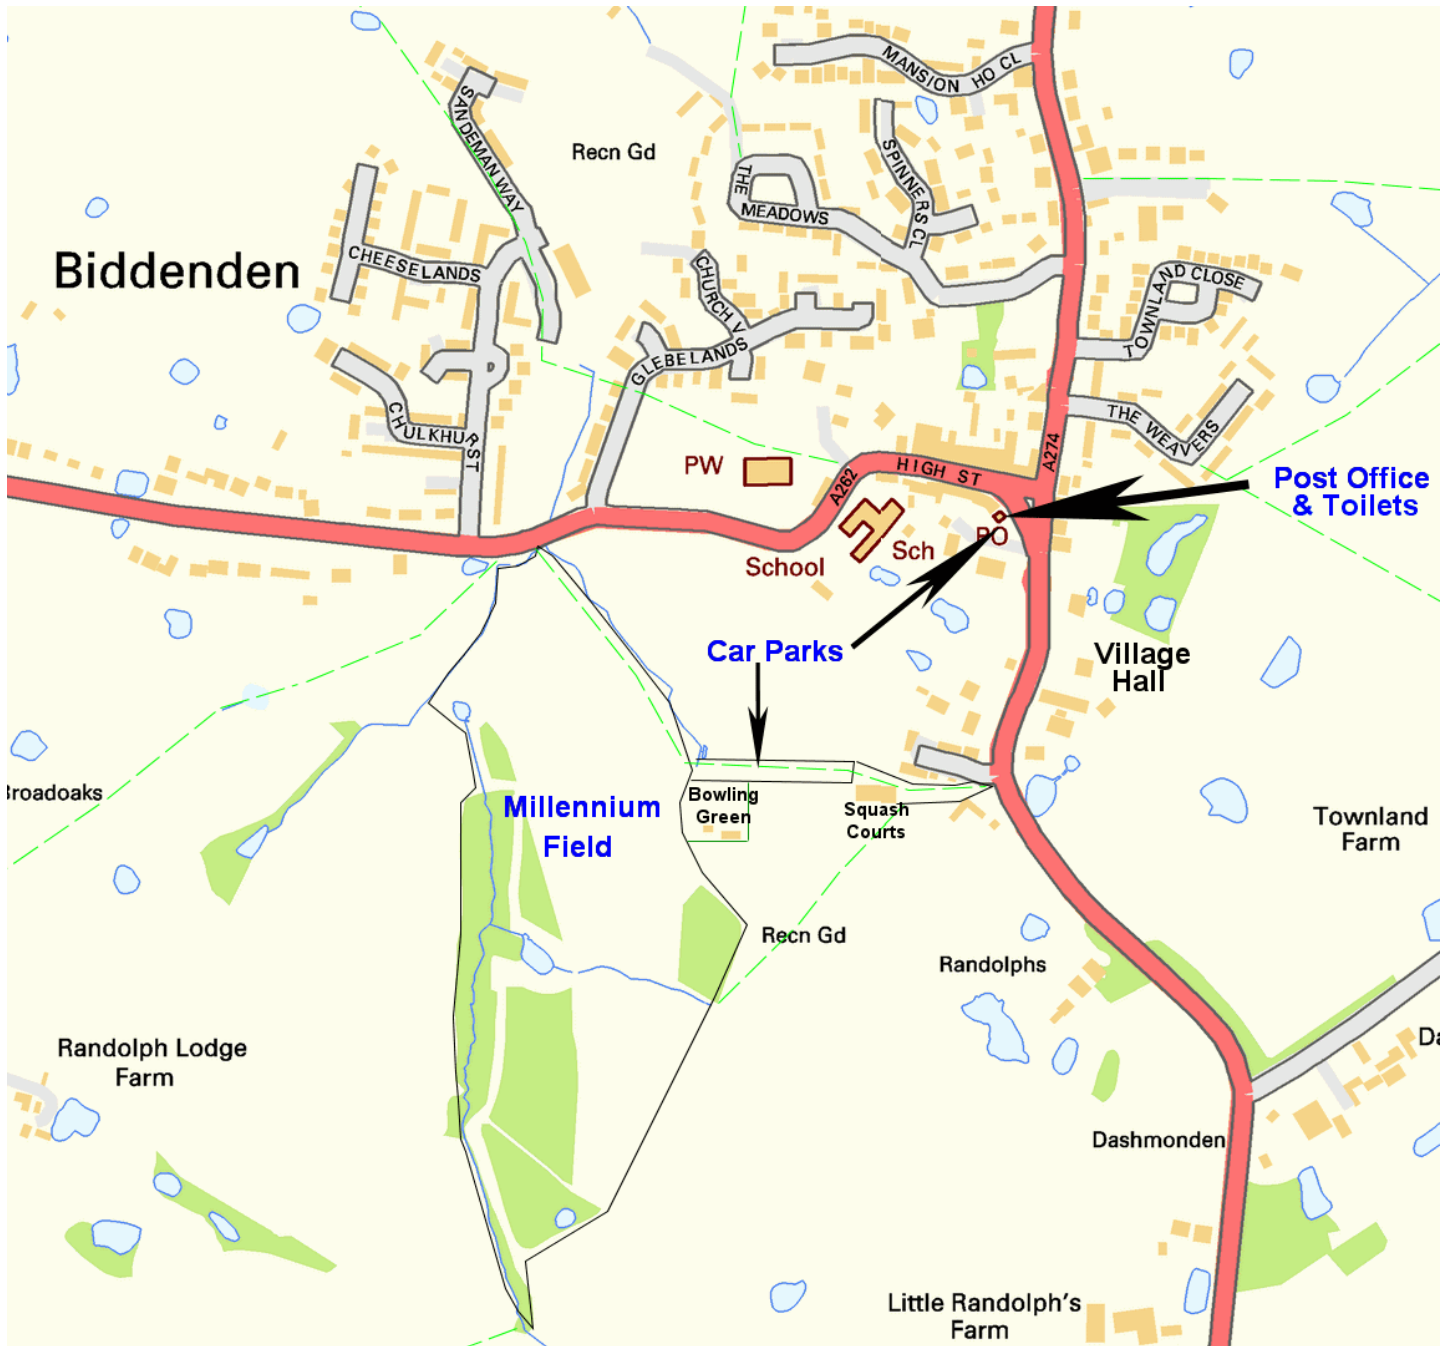 MANSION HO CL
SANDEMAN WAY
Recn Gd
SPINNERS CL
THE
MEADOWS
Biddenden
CHEESELANDS
CHURCH V
TOWNLAND CLOSE
GLEBELANDS
CHULKHURST
THE WEAVERS
A274
PW
HIGH ST
A262
Post Office
& Toilets
PO
Sch
School
Car Parks
Village
Hall
Broadoaks
Millennium
Field
Bowling
Green
Squash
Courts
Townland
Farm
Recn Gd
Randolphs
Randolph Lodge
Farm
Da
Dashmonden
Little Randolph's
Farm